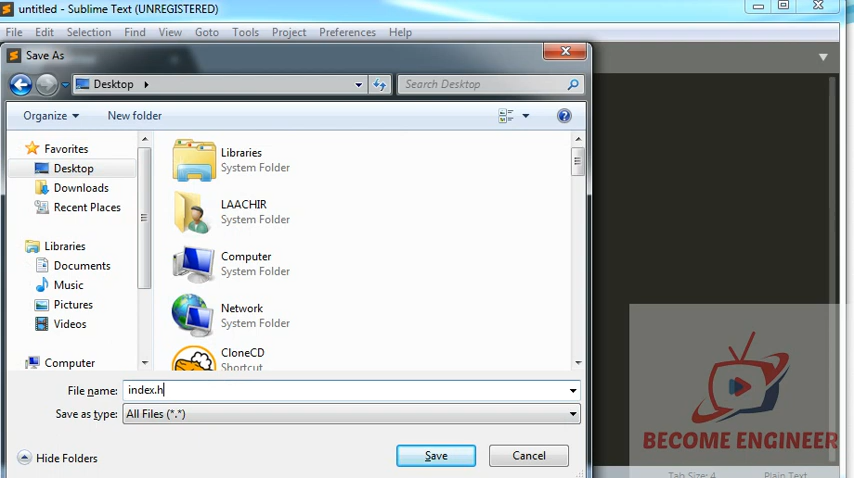 untitled - Sublime Text (UNREGISTERED)
File Edit Selection Find View Goto Tools Project Preferences Help
Save As
Desktop
Search Desktop
Organize
New folder
Favorites
Desktop
Downloads
Recent Places
Libraries
Documents
Music
Pictures
Videos
Computer
Libraries
System Folder
LAACHIR
System Folder
Computer
System Folder
Network
System Folder
CloneCD
Shortcut
File name: index.h
Save as type: All Files (*.*)
Hide Folders
Save
Cancel
BECOME ENGINEER
Tab Size: 4
Plain Text